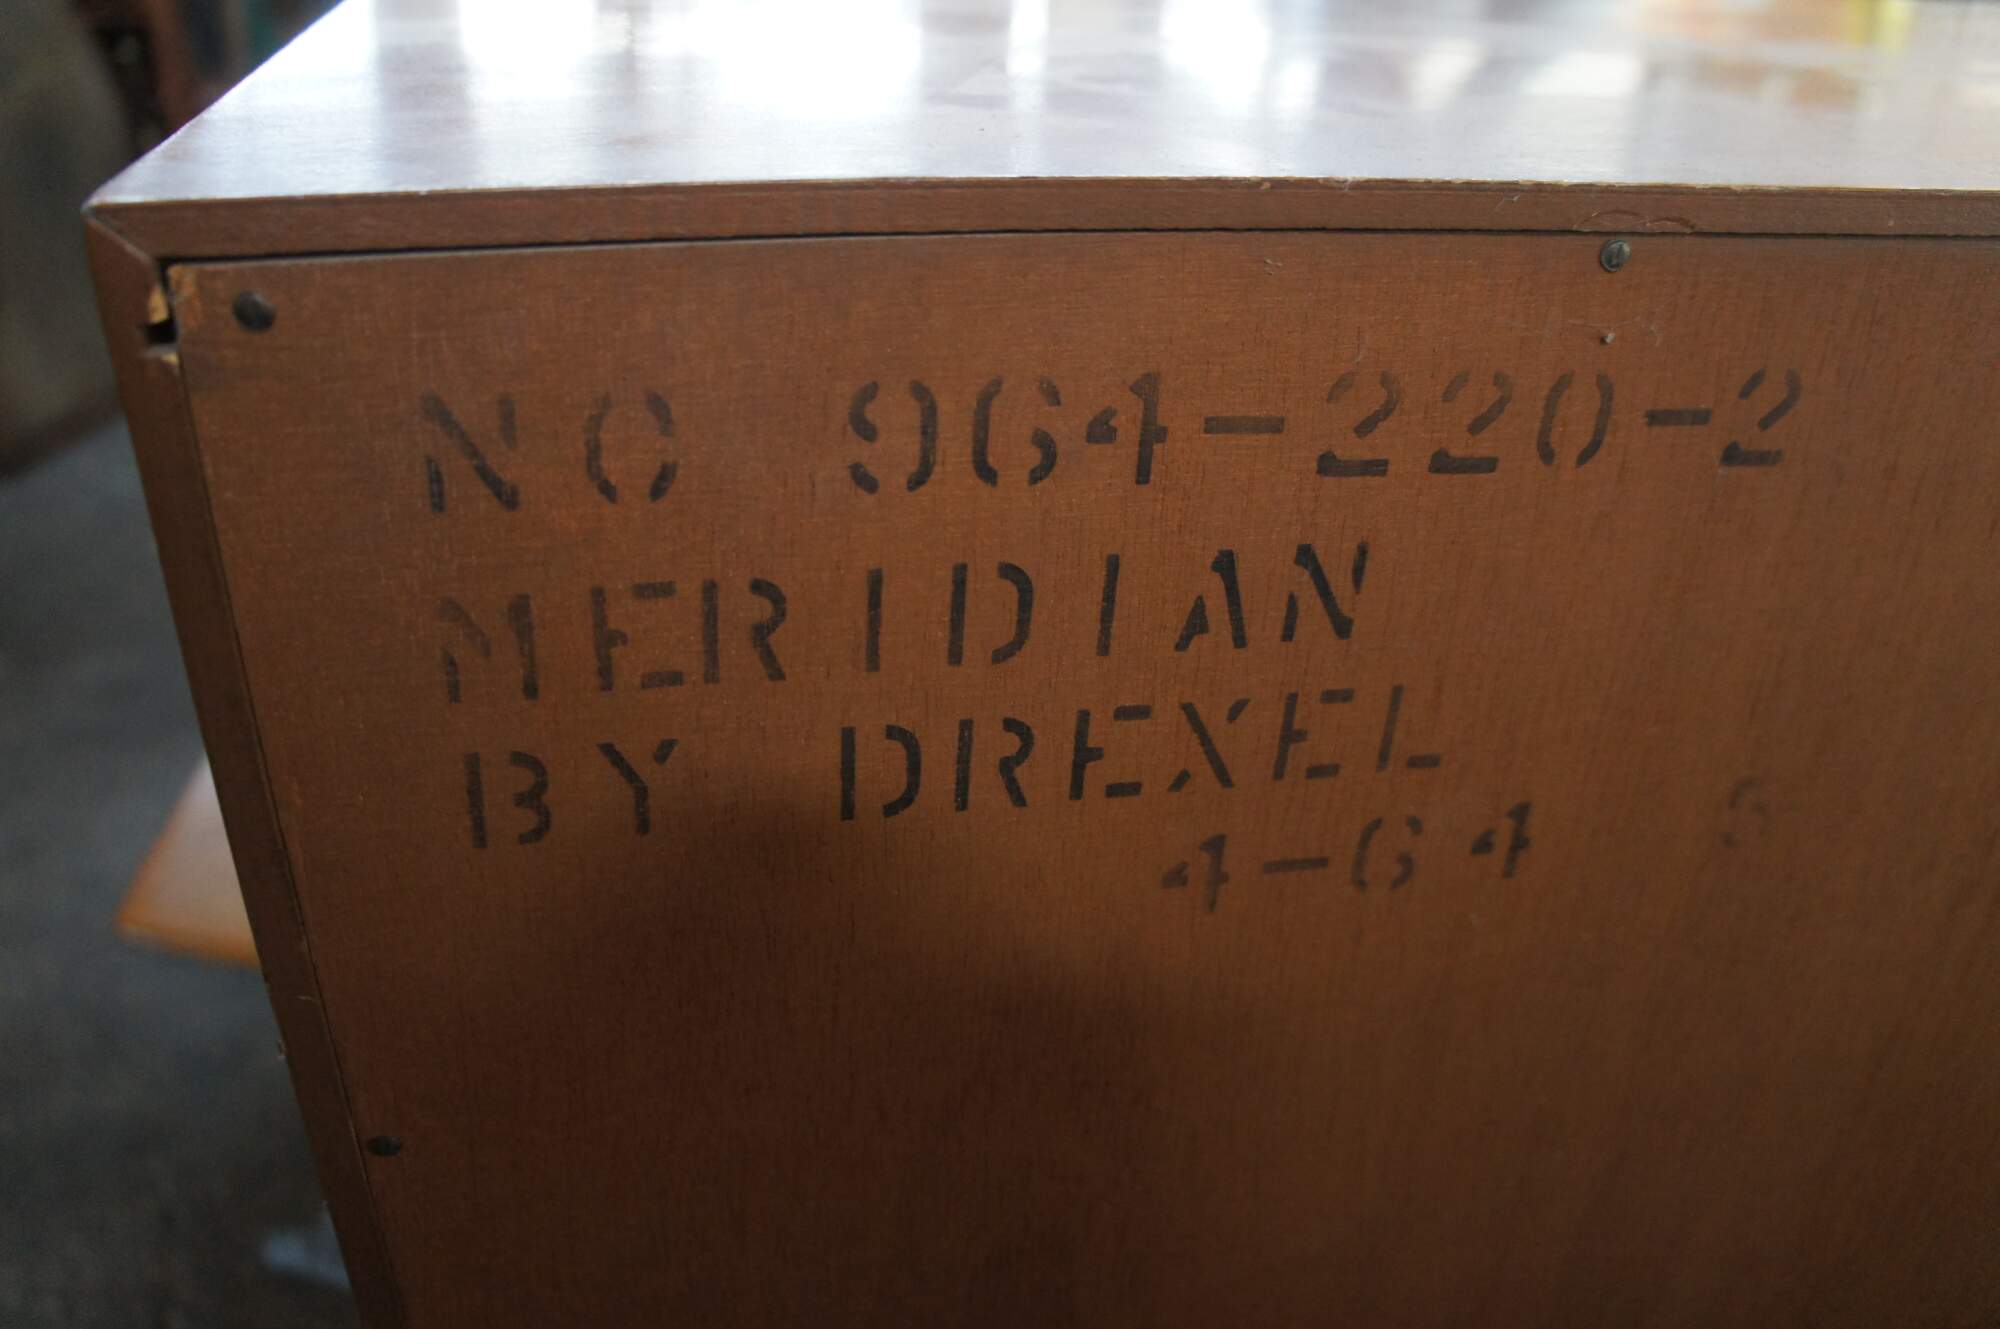 NO 964-220-2
MERIDIAN
BY DREXEL
4-64